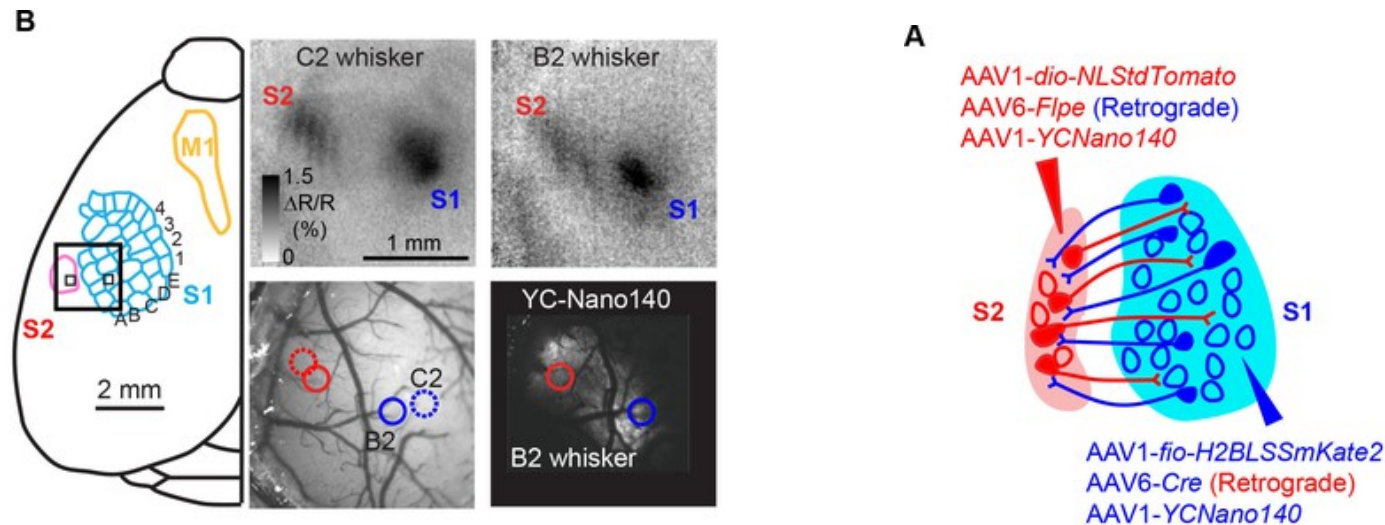 B
C2 whisker
S2
1.5
ΔR/R
(%)
0
S1
1 mm
B2 whisker
S2
S1
M1
4
3
2
1
E
D
C
B
A
S1
S2
2 mm
C2
B2
YC-Nano140
B2 whisker
A
AAV1-dio-NLStdTomato
AAV6-Flpe (Retrograde)
AAV1-YCNano140
S2
S1
AAV1-fio-H2BLSSmKate2
AAV6-Cre (Retrograde)
AAV1-YCNano140